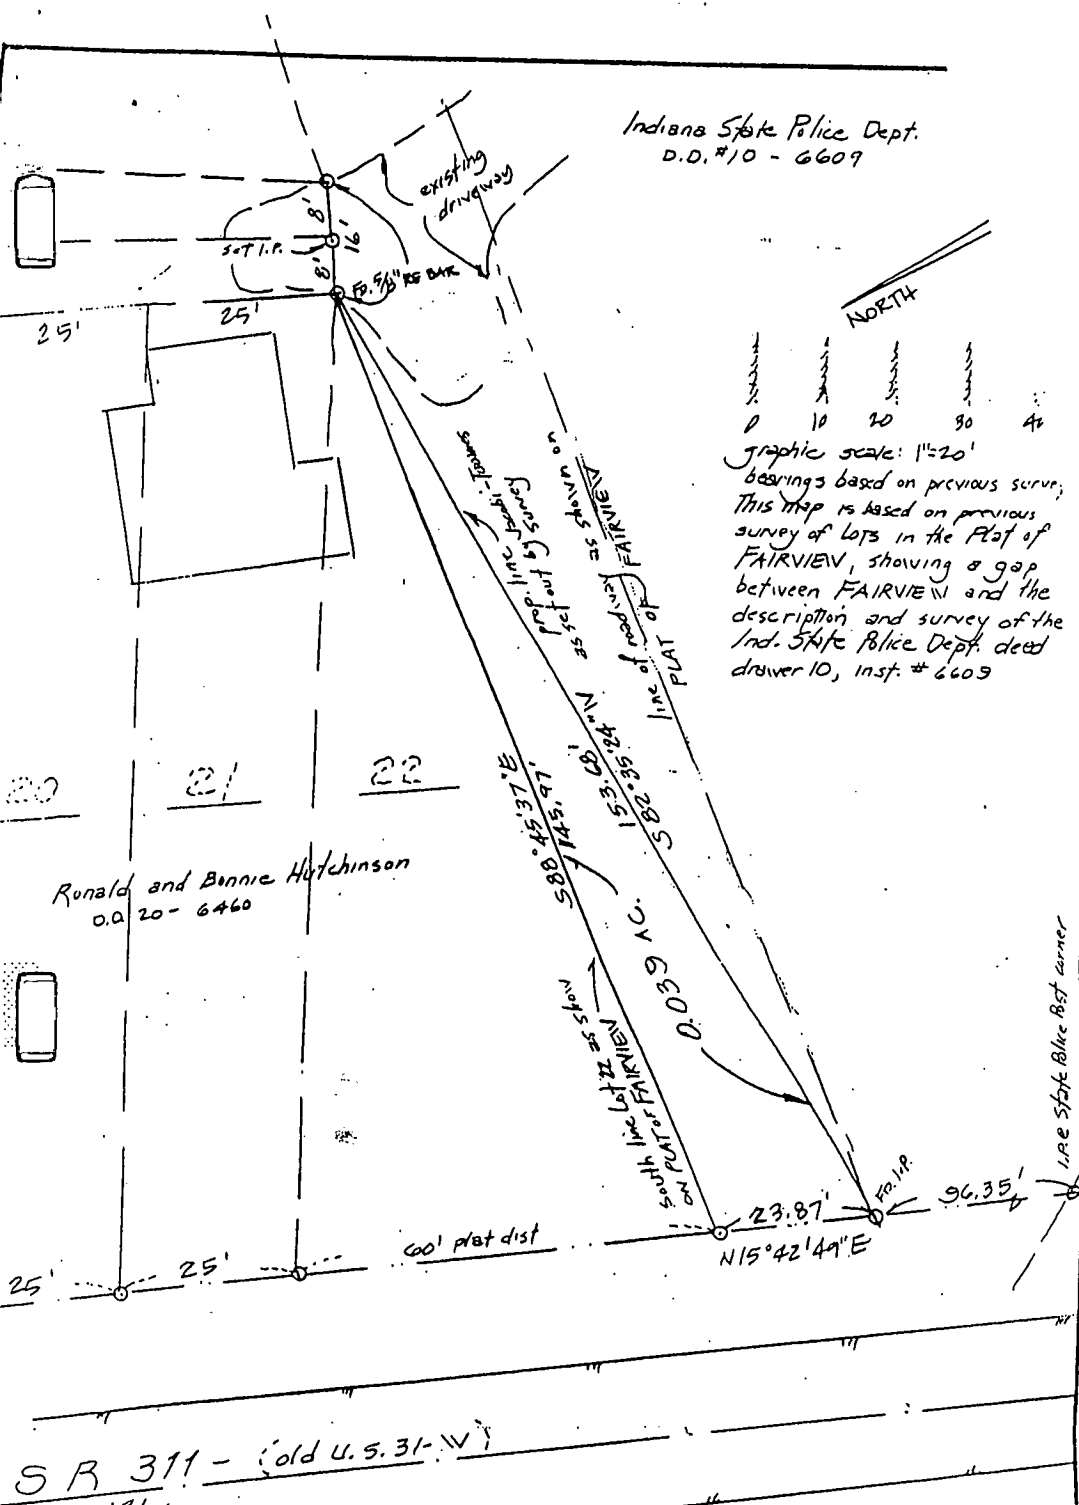 Indiana State Police Dept.
D.D. #10 - 6609
existing
driveway
8'
16'
8'
set I.P.
FD. 5/8" RE BAR
25'
25'
NORTH
0 10 20 30 40
graphic scale: 1"=20'
bearings based on previous survey
This map is based on previous
survey of Lots in the Plat of
FAIRVIEW, showing a gap
between FAIRVIEW and the
description and survey of the
Ind. State Police Dept. deed
drawer 10, inst. # 6609
prop. line
as set out by survey
line of roadway as shown on
PLAT OF FAIRVIEW
20
21
22
S88°45'37"E
145.97'
153.68'
S 82°35'24"W
Ronald and Bonnie Hutchinson
D.D 20 - 6460
0.039 AC.
South line Lot 22 as show
ON PLAT OF FAIRVIEW
I.P.@ State Police Post corner
FD. I.P.
96.35'
23.87'
N15°42'49"E
60' plat dist
25'
25'
S R 311 - (old U.S. 31-W)